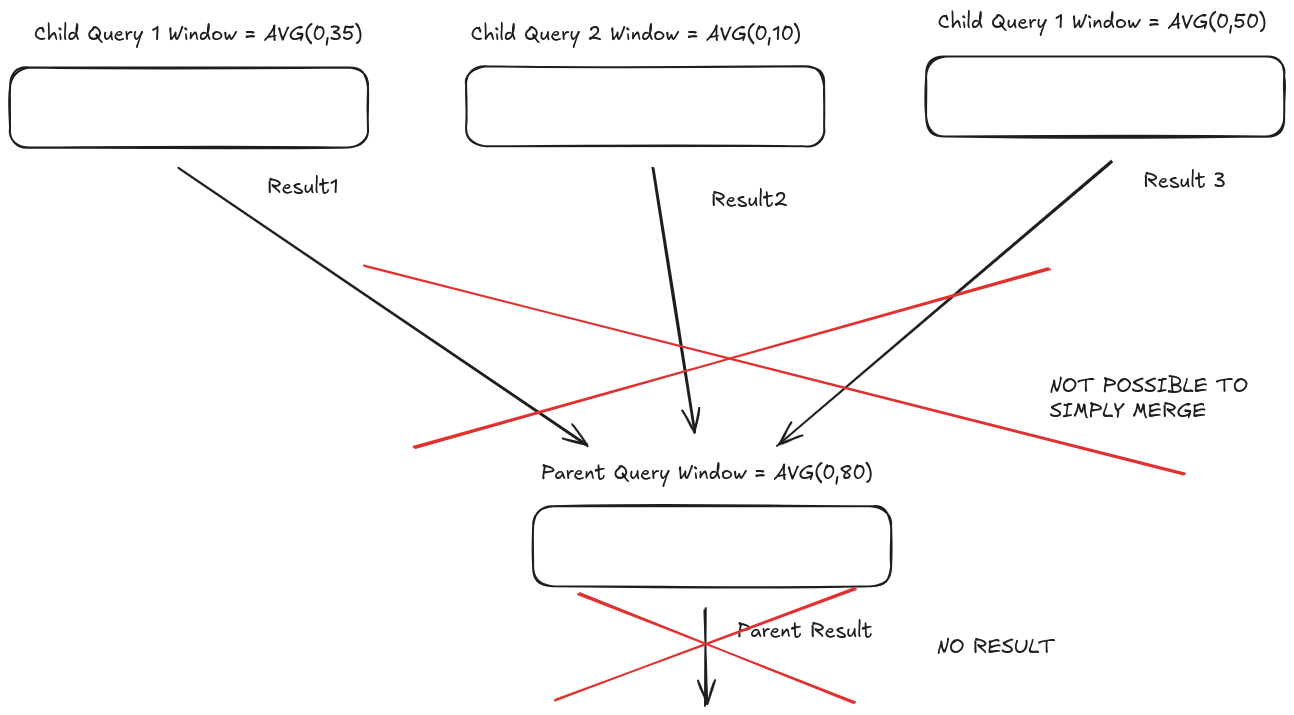 Child Query 1 Window = AVG(0,35)
Child Query 2 Window = AVG(0,10)
Child Query 1 Window = AVG(0,50)
Result1
Result2
Result 3
NOT POSSIBLE TO
SIMPLY MERGE
Parent Query Window = AVG(0,80)
Parent Result
NO RESULT